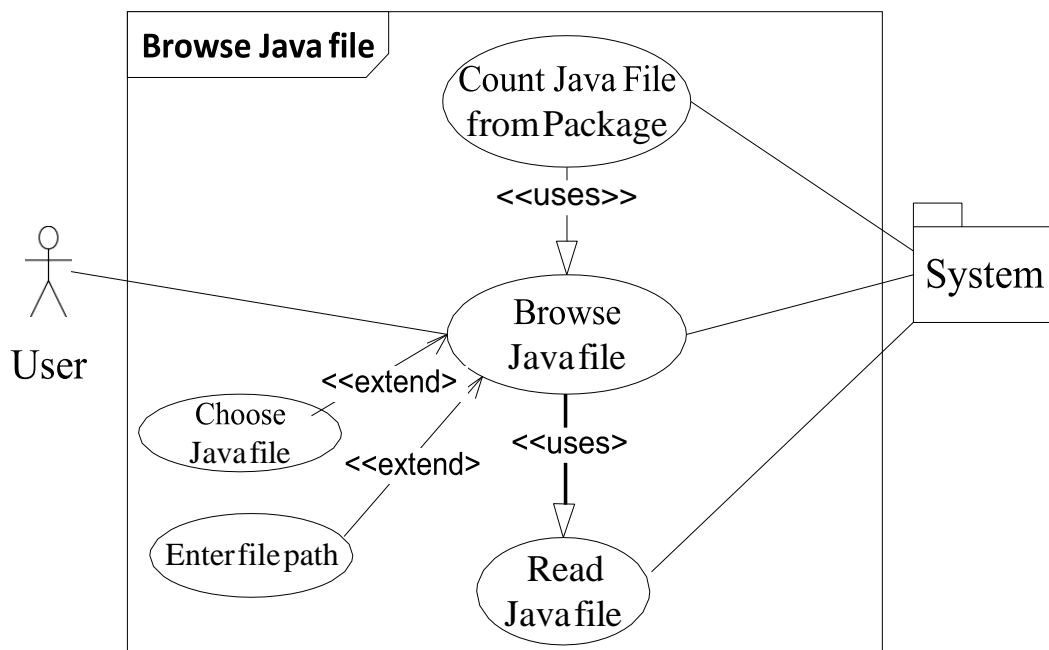 Browse Java file
Count Java File
from Package
<<uses>>
System
Browse
Java file
User
<<extend>
Choose
Java file
<<uses>
<<extend>
Enter file path
Read
Java file